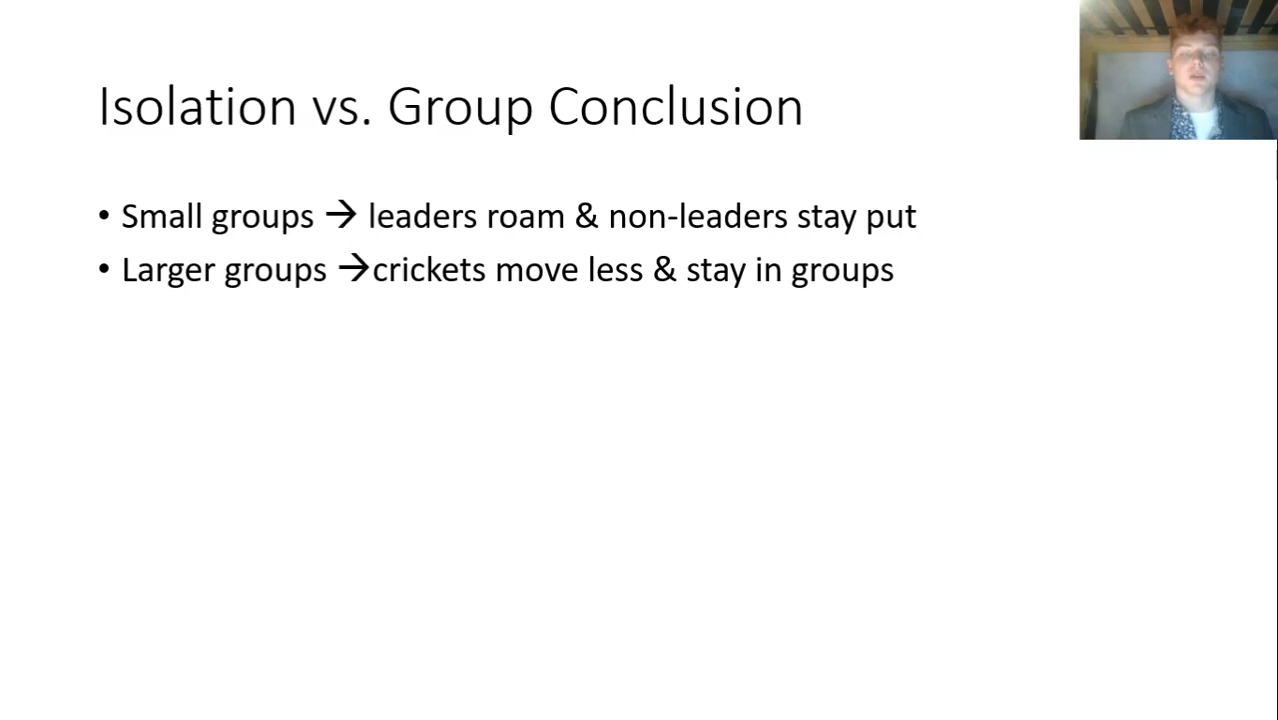 Isolation vs. Group Conclusion
• Small groups → leaders roam & non-leaders stay put
• Larger groups →crickets move less & stay in groups